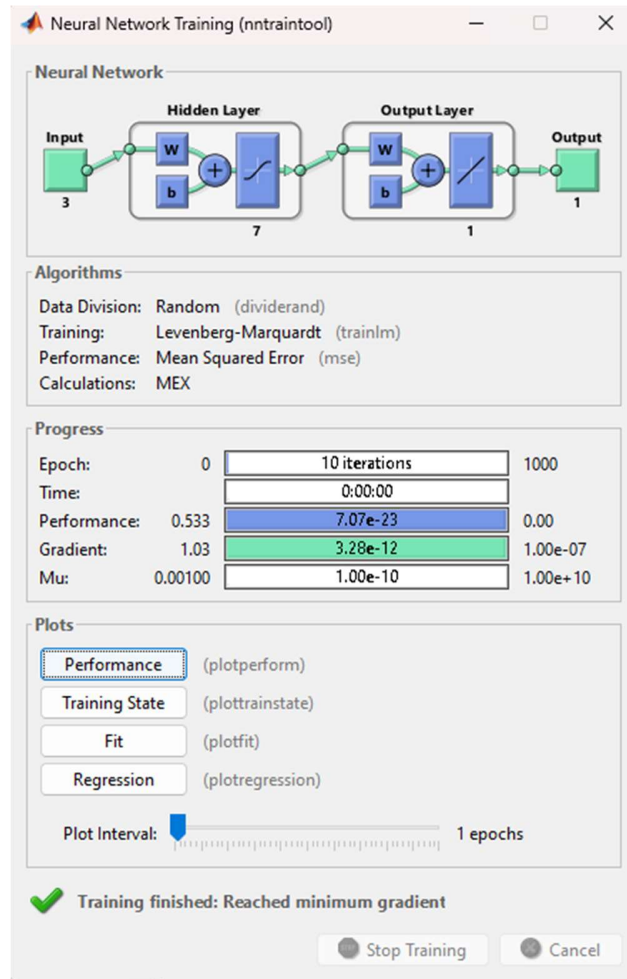 Neural Network Training (nntraintool)
Neural Network
Hidden Layer Output Layer
Input Output
W W
b b
3 7 1 1
Algorithms
Data Division: Random (dividerand)
Training: Levenberg-Marquardt (trainlm)
Performance: Mean Squared Error (mse)
Calculations: MEX
Progress
Epoch: 0 10 iterations 1000
Time: 0:00:00
Performance: 0.533 7.07e-23 0.00
Gradient: 1.03 3.28e-12 1.00e-07
Mu: 0.00100 1.00e-10 1.00e+10
Plots
Performance (plotperform)
Training State (plottrainstate)
Fit (plotfit)
Regression (plotregression)
Plot Interval: 1 epochs
Training finished: Reached minimum gradient
Stop Training Cancel